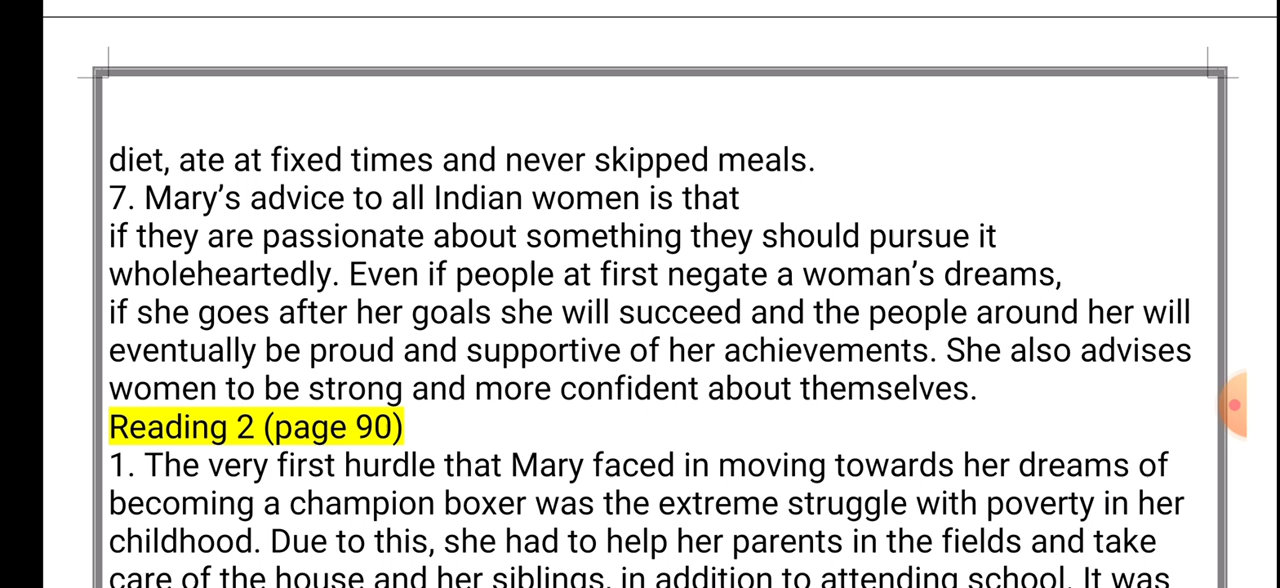 diet, ate at fixed times and never skipped meals.
7. Mary’s advice to all Indian women is that
if they are passionate about something they should pursue it
wholeheartedly. Even if people at first negate a woman’s dreams,
if she goes after her goals she will succeed and the people around her will
eventually be proud and supportive of her achievements. She also advises
women to be strong and more confident about themselves.
Reading 2 (page 90)
1. The very first hurdle that Mary faced in moving towards her dreams of
becoming a champion boxer was the extreme struggle with poverty in her
childhood. Due to this, she had to help her parents in the fields and take
care of the house and her siblings, in addition to attending school. It was